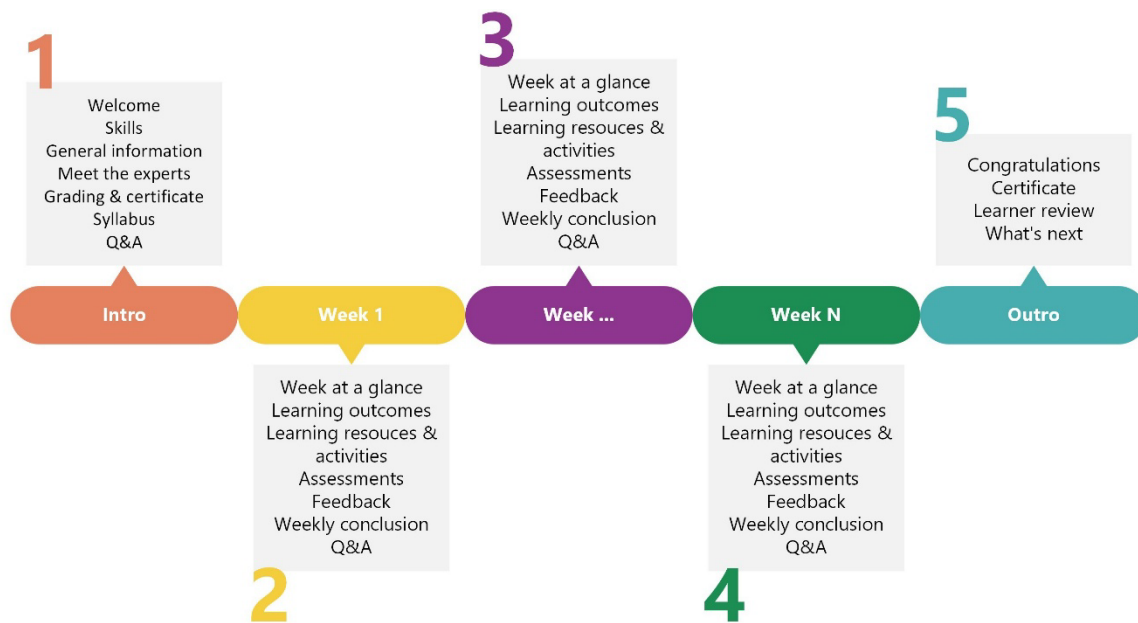 1
Welcome
Skills
General information
Meet the experts
Grading & certificate
Syllabus
Q&A
Intro
Week 1
Week at a glance
Learning outcomes
Learning resouces &
activities
Assessments
Feedback
Weekly conclusion
Q&A
2
3
Week at a glance
Learning outcomes
Learning resouces &
activities
Assessments
Feedback
Weekly conclusion
Q&A
Week ...
Week N
Week at a glance
Learning outcomes
Learning resouces &
activities
Assessments
Feedback
Weekly conclusion
Q&A
4
5
Congratulations
Certificate
Learner review
What's next
Outro